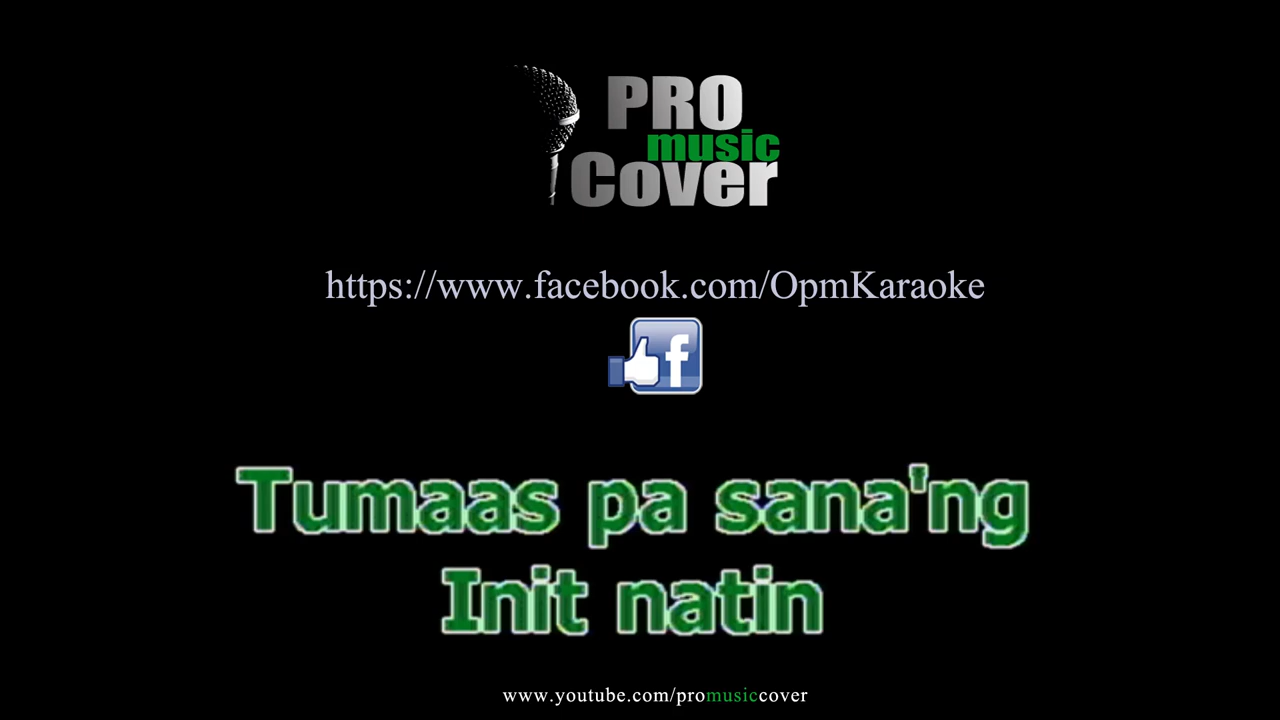 PRO
music
Cover
https://www.facebook.com/OpmKaraoke
f
Tumaas pa sana'ng
Init natin
www.youtube.com/promusiccover